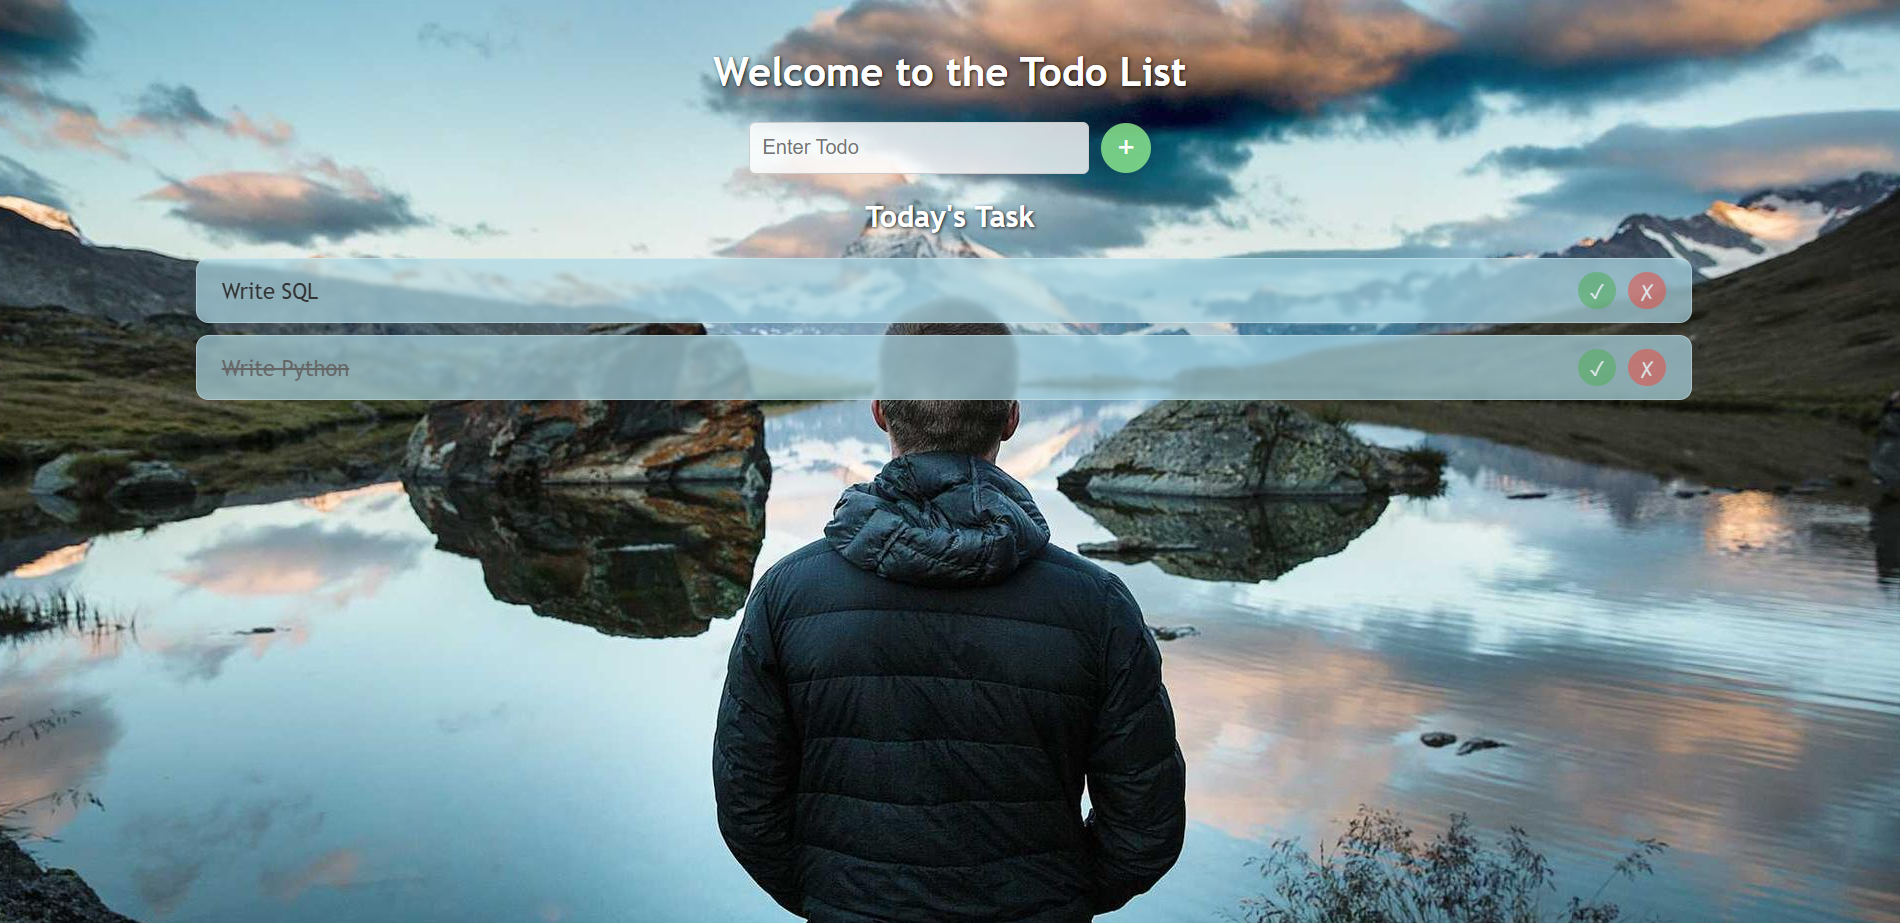 Welcome to the Todo List
Enter Todo
+
Today's Task
Write SQL
✓ ✗
Write Python
✓ ✗